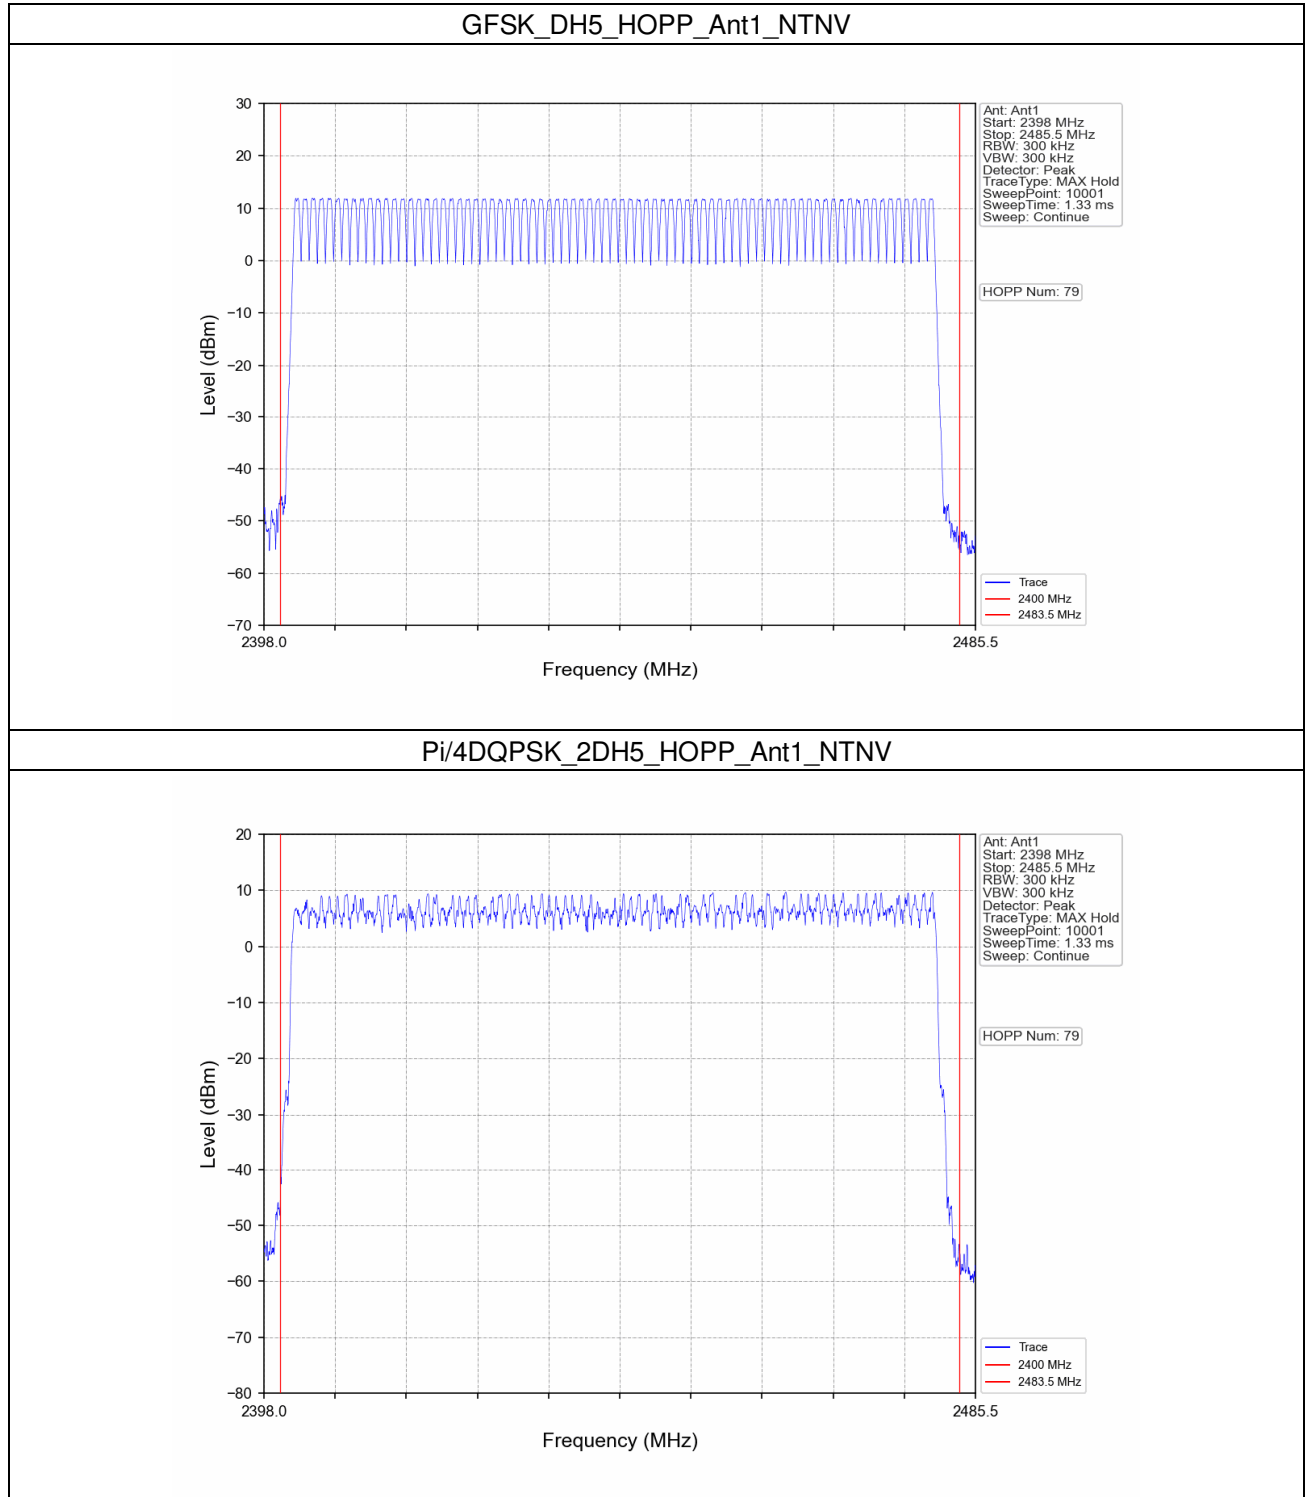 GFSK_DH5_HOPP_Ant1_NTNV
30
20
10
0
−10
−20
−30
−40
−50
−60
−70
Level (dBm)
2398.0
2485.5
Frequency (MHz)
Ant: Ant1
Start: 2398 MHz
Stop: 2485.5 MHz
RBW: 300 kHz
VBW: 300 kHz
Detector: Peak
TraceType: MAX Hold
SweepPoint: 10001
SweepTime: 1.33 ms
Sweep: Continue
HOPP Num: 79
Trace
2400 MHz
2483.5 MHz
Pi/4DQPSK_2DH5_HOPP_Ant1_NTNV
20
10
0
−10
−20
−30
−40
−50
−60
−70
−80
Level (dBm)
2398.0
2485.5
Frequency (MHz)
Ant: Ant1
Start: 2398 MHz
Stop: 2485.5 MHz
RBW: 300 kHz
VBW: 300 kHz
Detector: Peak
TraceType: MAX Hold
SweepPoint: 10001
SweepTime: 1.33 ms
Sweep: Continue
HOPP Num: 79
Trace
2400 MHz
2483.5 MHz